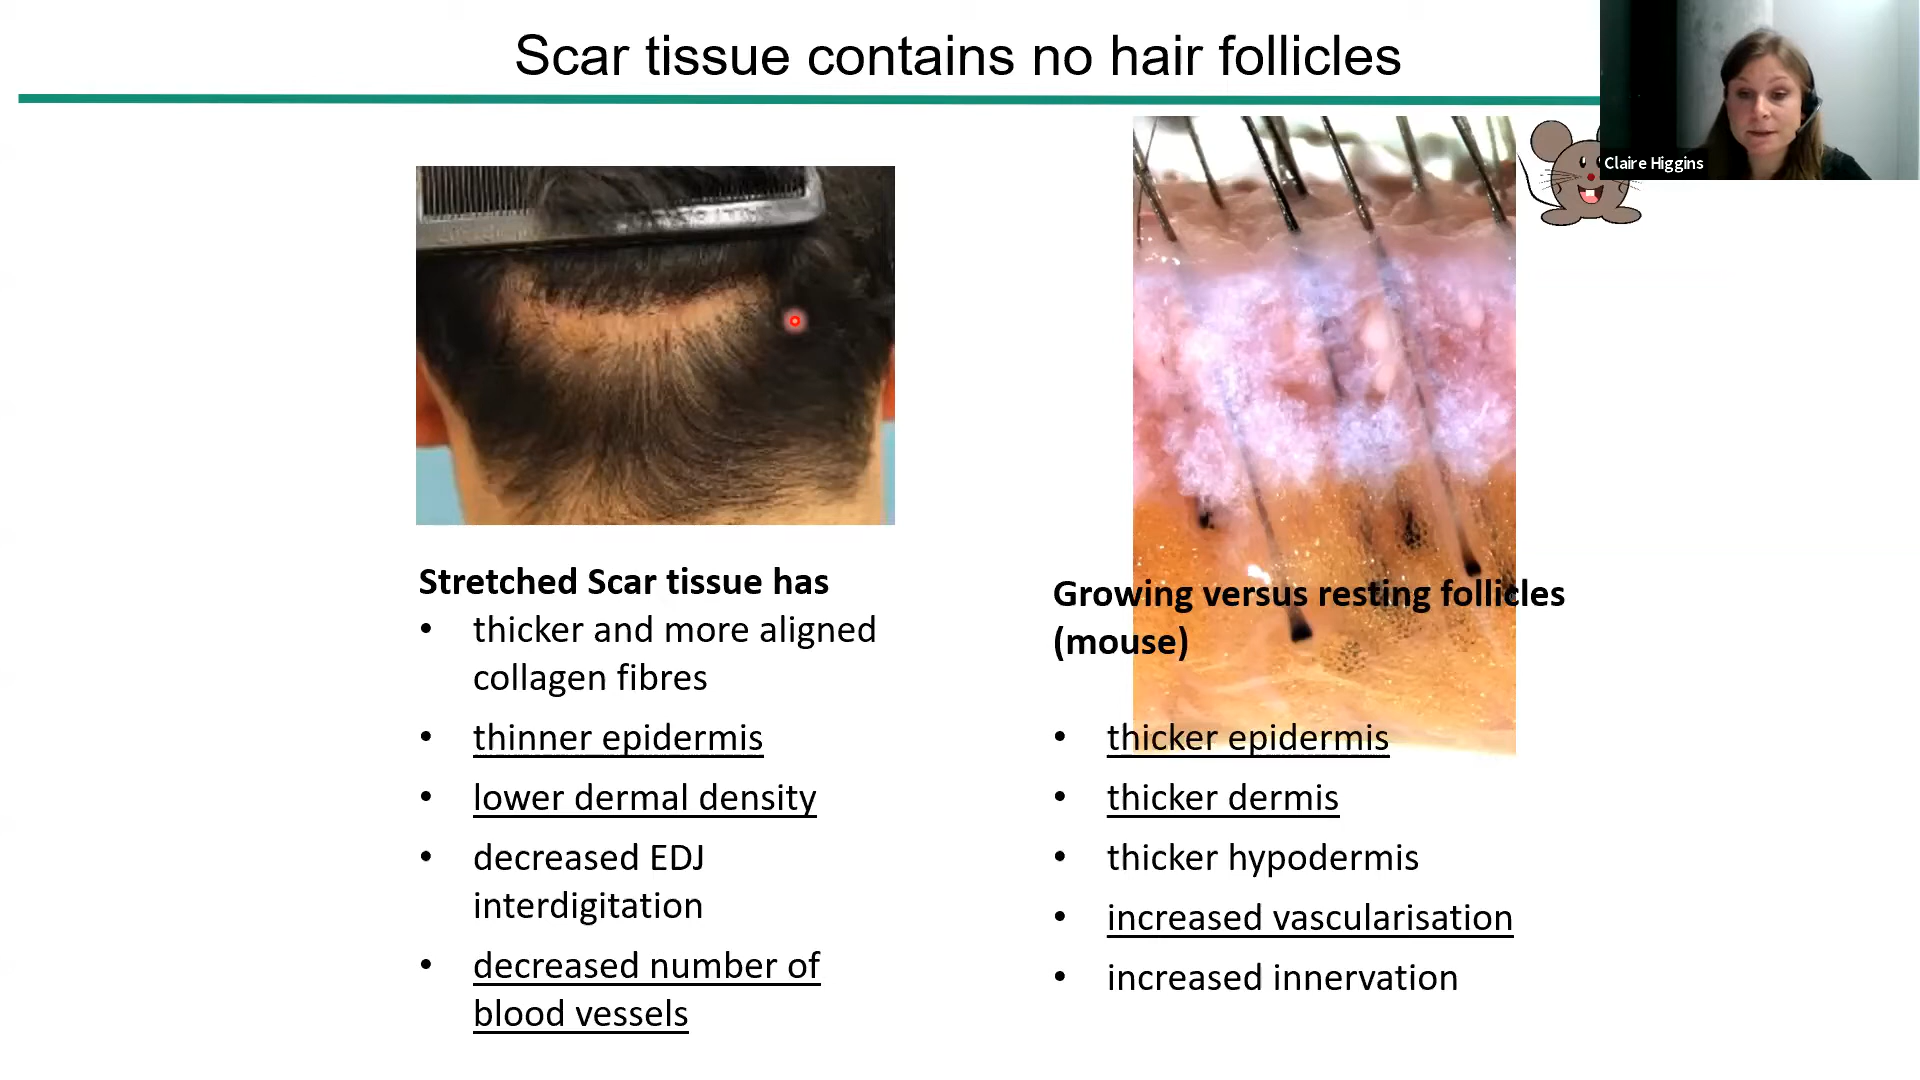 Scar tissue contains no hair follicles
Claire Higgins
Stretched Scar tissue has
• thicker and more aligned
collagen fibres
• thinner epidermis
• lower dermal density
• decreased EDJ
interdigitation
• decreased number of
blood vessels
Growing versus resting follicles
(mouse)
• thicker epidermis
• thicker dermis
• thicker hypodermis
• increased vascularisation
• increased innervation